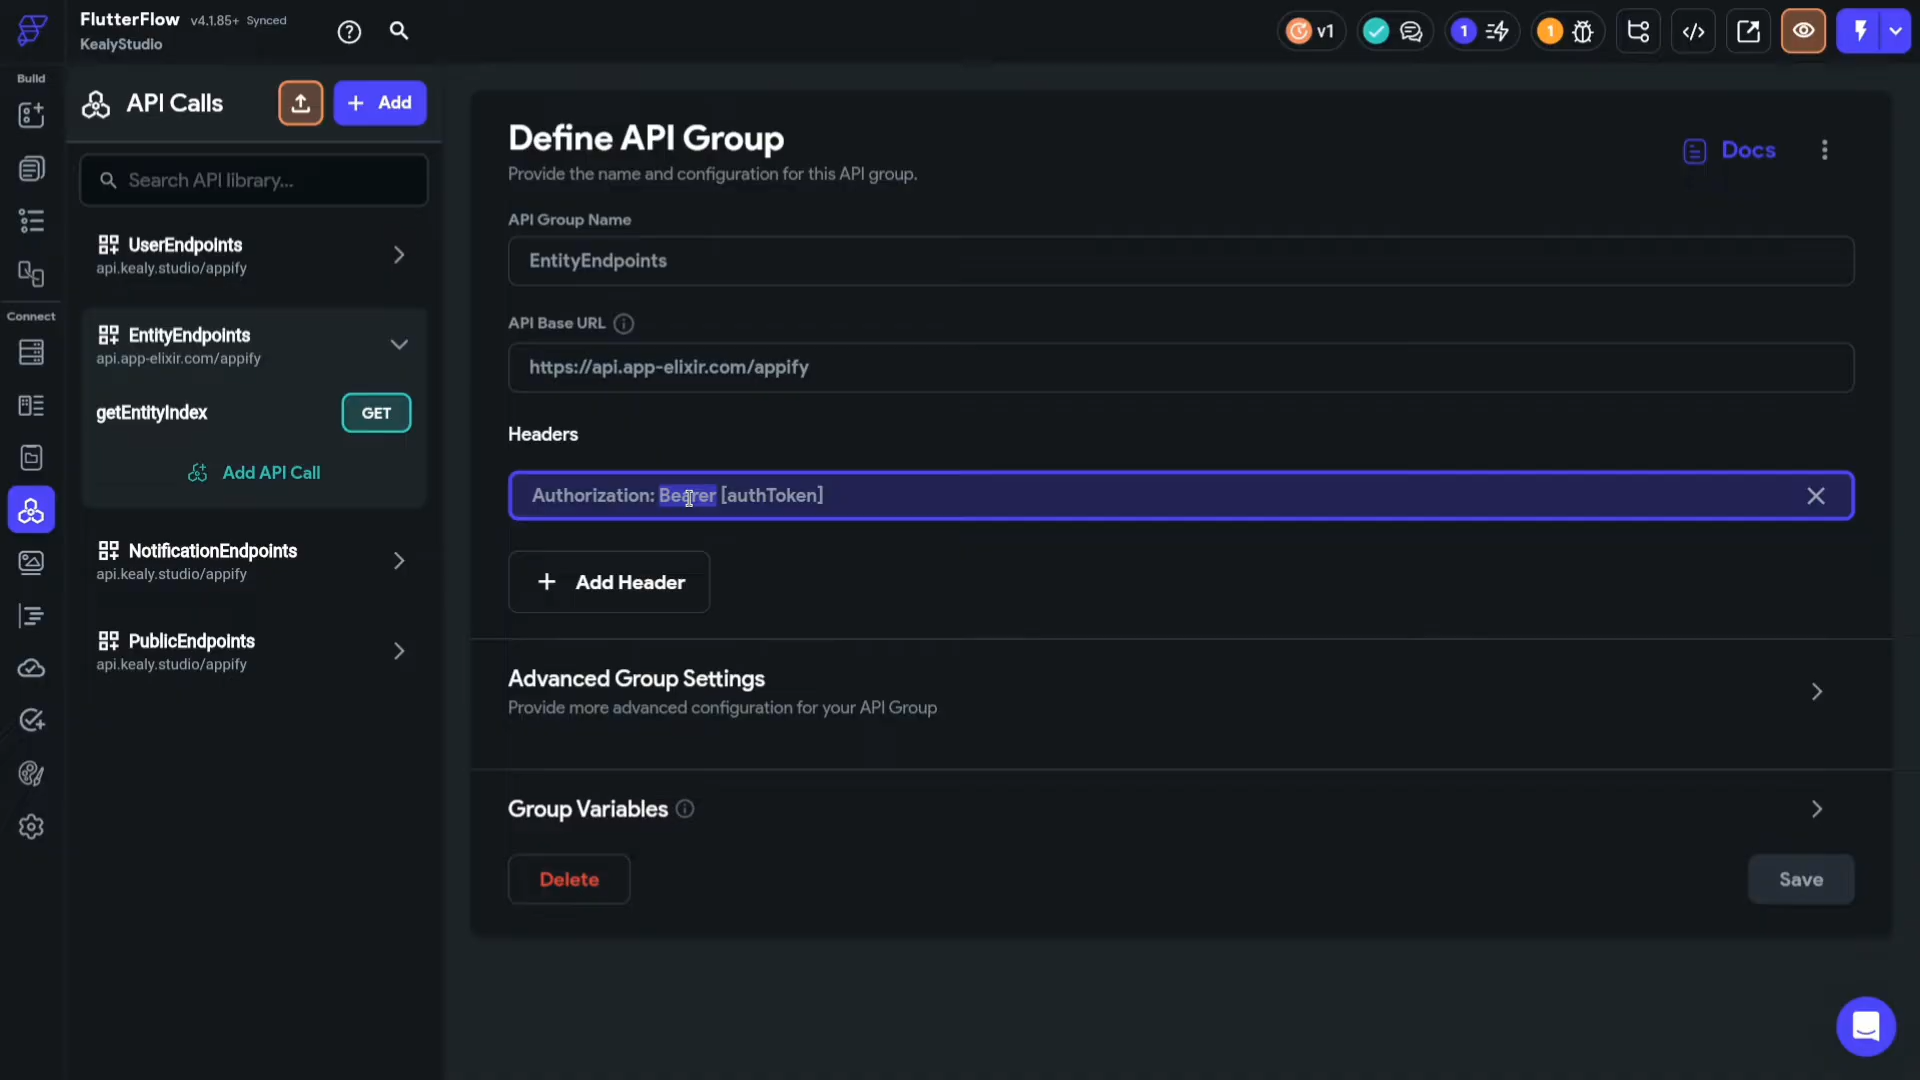 FlutterFlow v4.1.85+ Synced
KealyStudio
v1
1
1
Build
Connect
API Calls
+ Add
Search API library...
UserEndpoints
api.kealy.studio/appify
EntityEndpoints
api.app-elixir.com/appify
getEntityIndex GET
Add API Call
NotificationEndpoints
api.kealy.studio/appify
PublicEndpoints
api.kealy.studio/appify
Define API Group
Provide the name and configuration for this API group.
Docs
API Group Name
EntityEndpoints
API Base URL
https://api.app-elixir.com/appify
Headers
Authorization: Bearer [authToken]
+ Add Header
Advanced Group Settings
Provide more advanced configuration for your API Group
Group Variables
Delete
Save